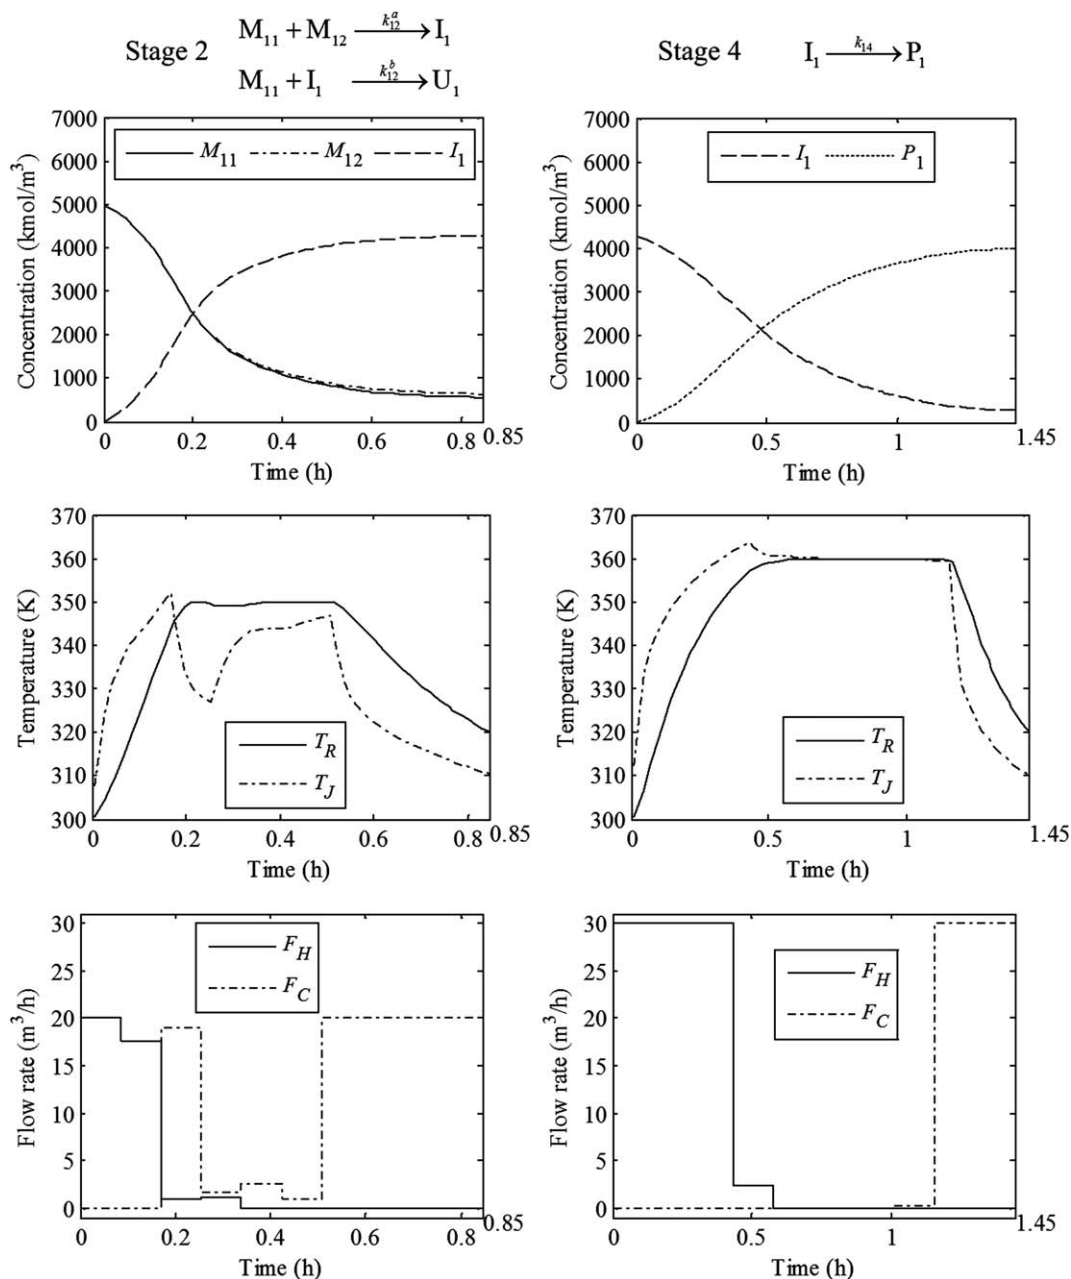 Stage 2
M11 + M12 —k12^a→ I1
M11 + I1 —k12^b→ U1
Stage 4
I1 —k14→ P1
7000
6000
5000
4000
3000
2000
1000
0
Concentration (kmol/m³)
M11 M12 I1
0 0.2 0.4 0.6 0.8 0.85
Time (h)
7000
6000
5000
4000
3000
2000
1000
0
Concentration (kmol/m³)
I1 P1
0 0.5 1 1.45
Time (h)
370
360
350
340
330
320
310
300
Temperature (K)
TR
TJ
0 0.2 0.4 0.6 0.8 0.85
Time (h)
370
360
350
340
330
320
310
300
Temperature (K)
TR
TJ
0 0.5 1 1.45
Time (h)
30
25
20
15
10
5
0
Flow rate (m³/h)
FH
FC
0 0.2 0.4 0.6 0.8 0.85
Time (h)
30
25
20
15
10
5
0
Flow rate (m³/h)
FH
FC
0 0.5 1 1.45
Time (h)